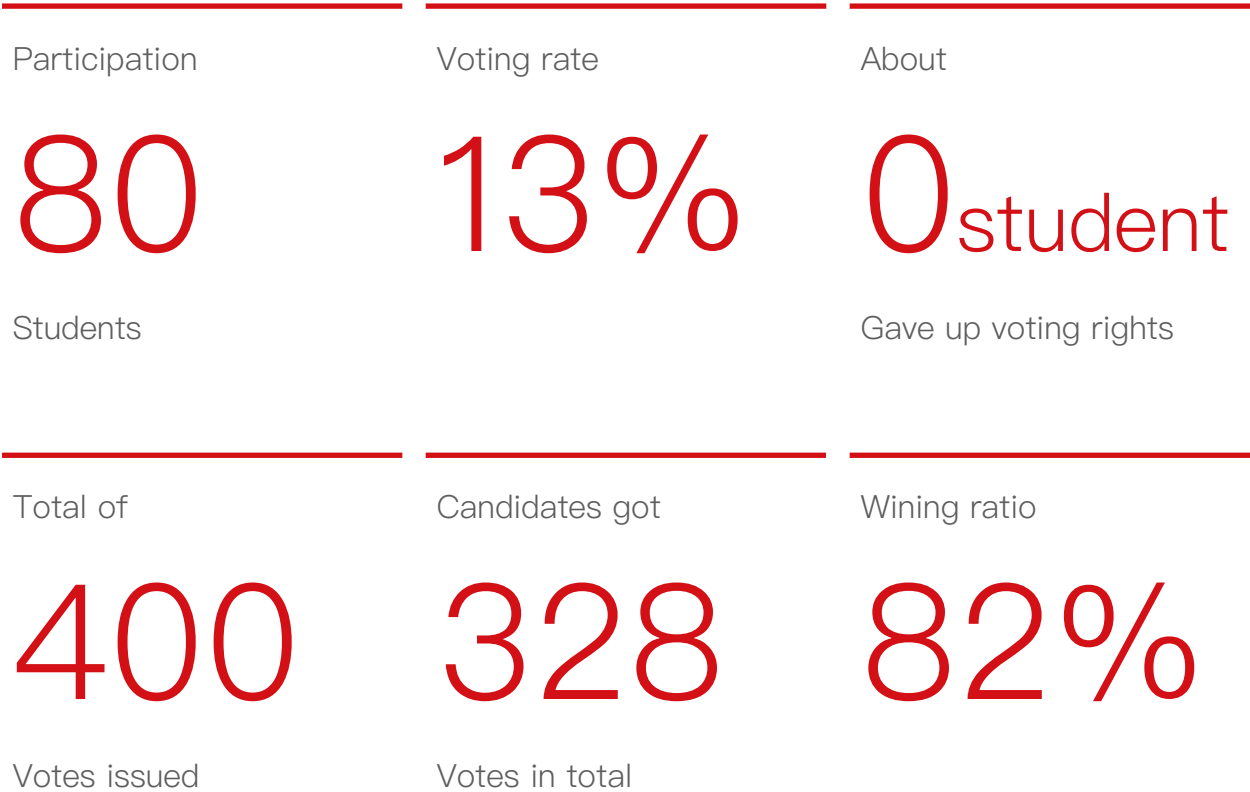 Participation
80
Students
Voting rate
13%
About
0student
Gave up voting rights
Total of
400
Votes issued
Candidates got
328
Votes in total
Wining ratio
82%